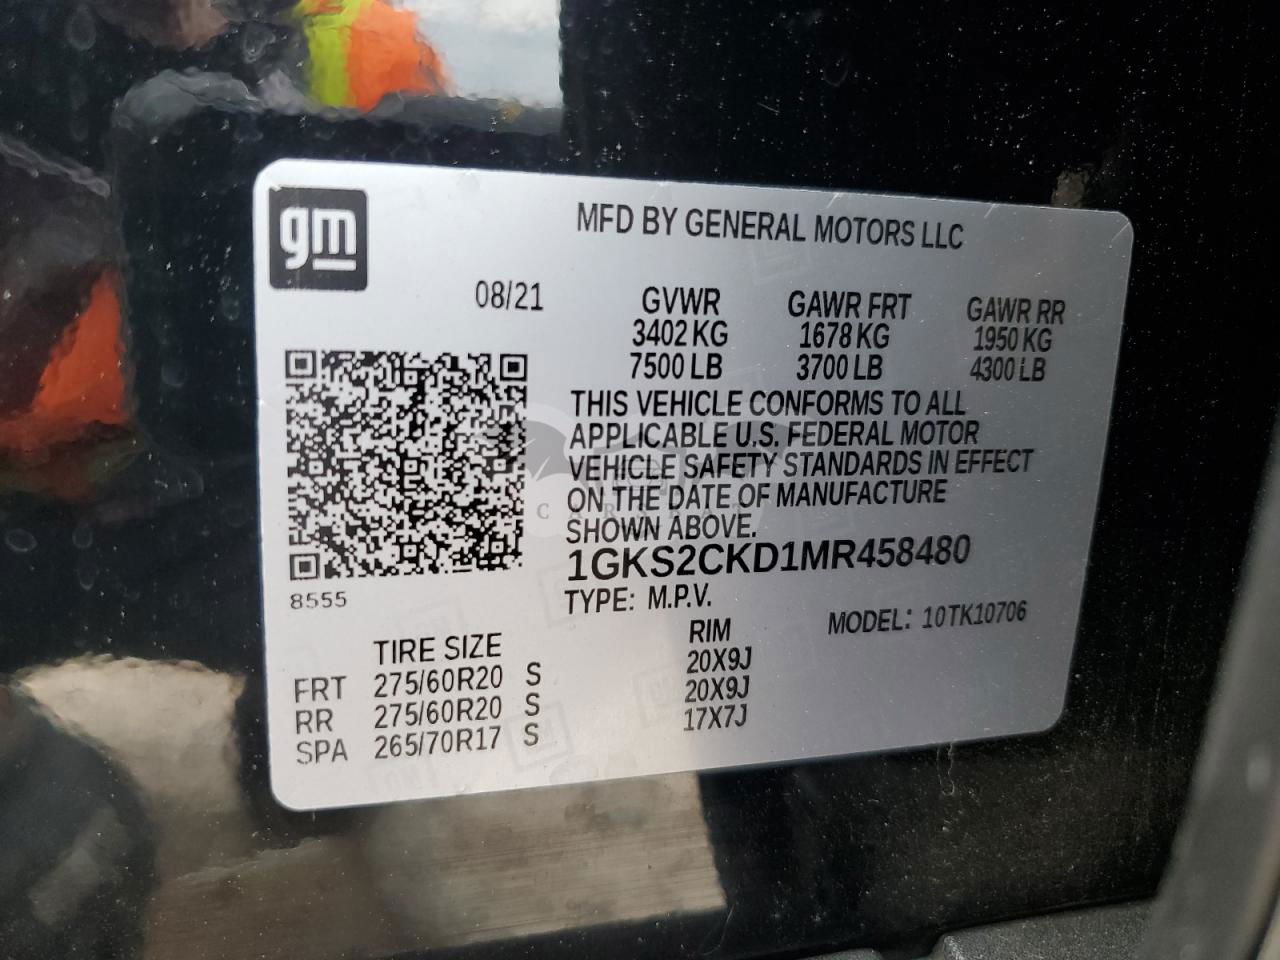 gm
MFD BY GENERAL MOTORS LLC
08/21
GVWR GAWR FRT GAWR RR
3402 KG 1678 KG 1950 KG
7500 LB 3700 LB 4300 LB
THIS VEHICLE CONFORMS TO ALL
APPLICABLE U.S. FEDERAL MOTOR
VEHICLE SAFETY STANDARDS IN EFFECT
ON THE DATE OF MANUFACTURE
SHOWN ABOVE.
1GKS2CKD1MR458480
8555
TYPE: M.P.V. MODEL: 10TK10706
TIRE SIZE RIM
FRT 275/60R20 S 20X9J
RR 275/60R20 S 20X9J
SPA 265/70R17 S 17X7J